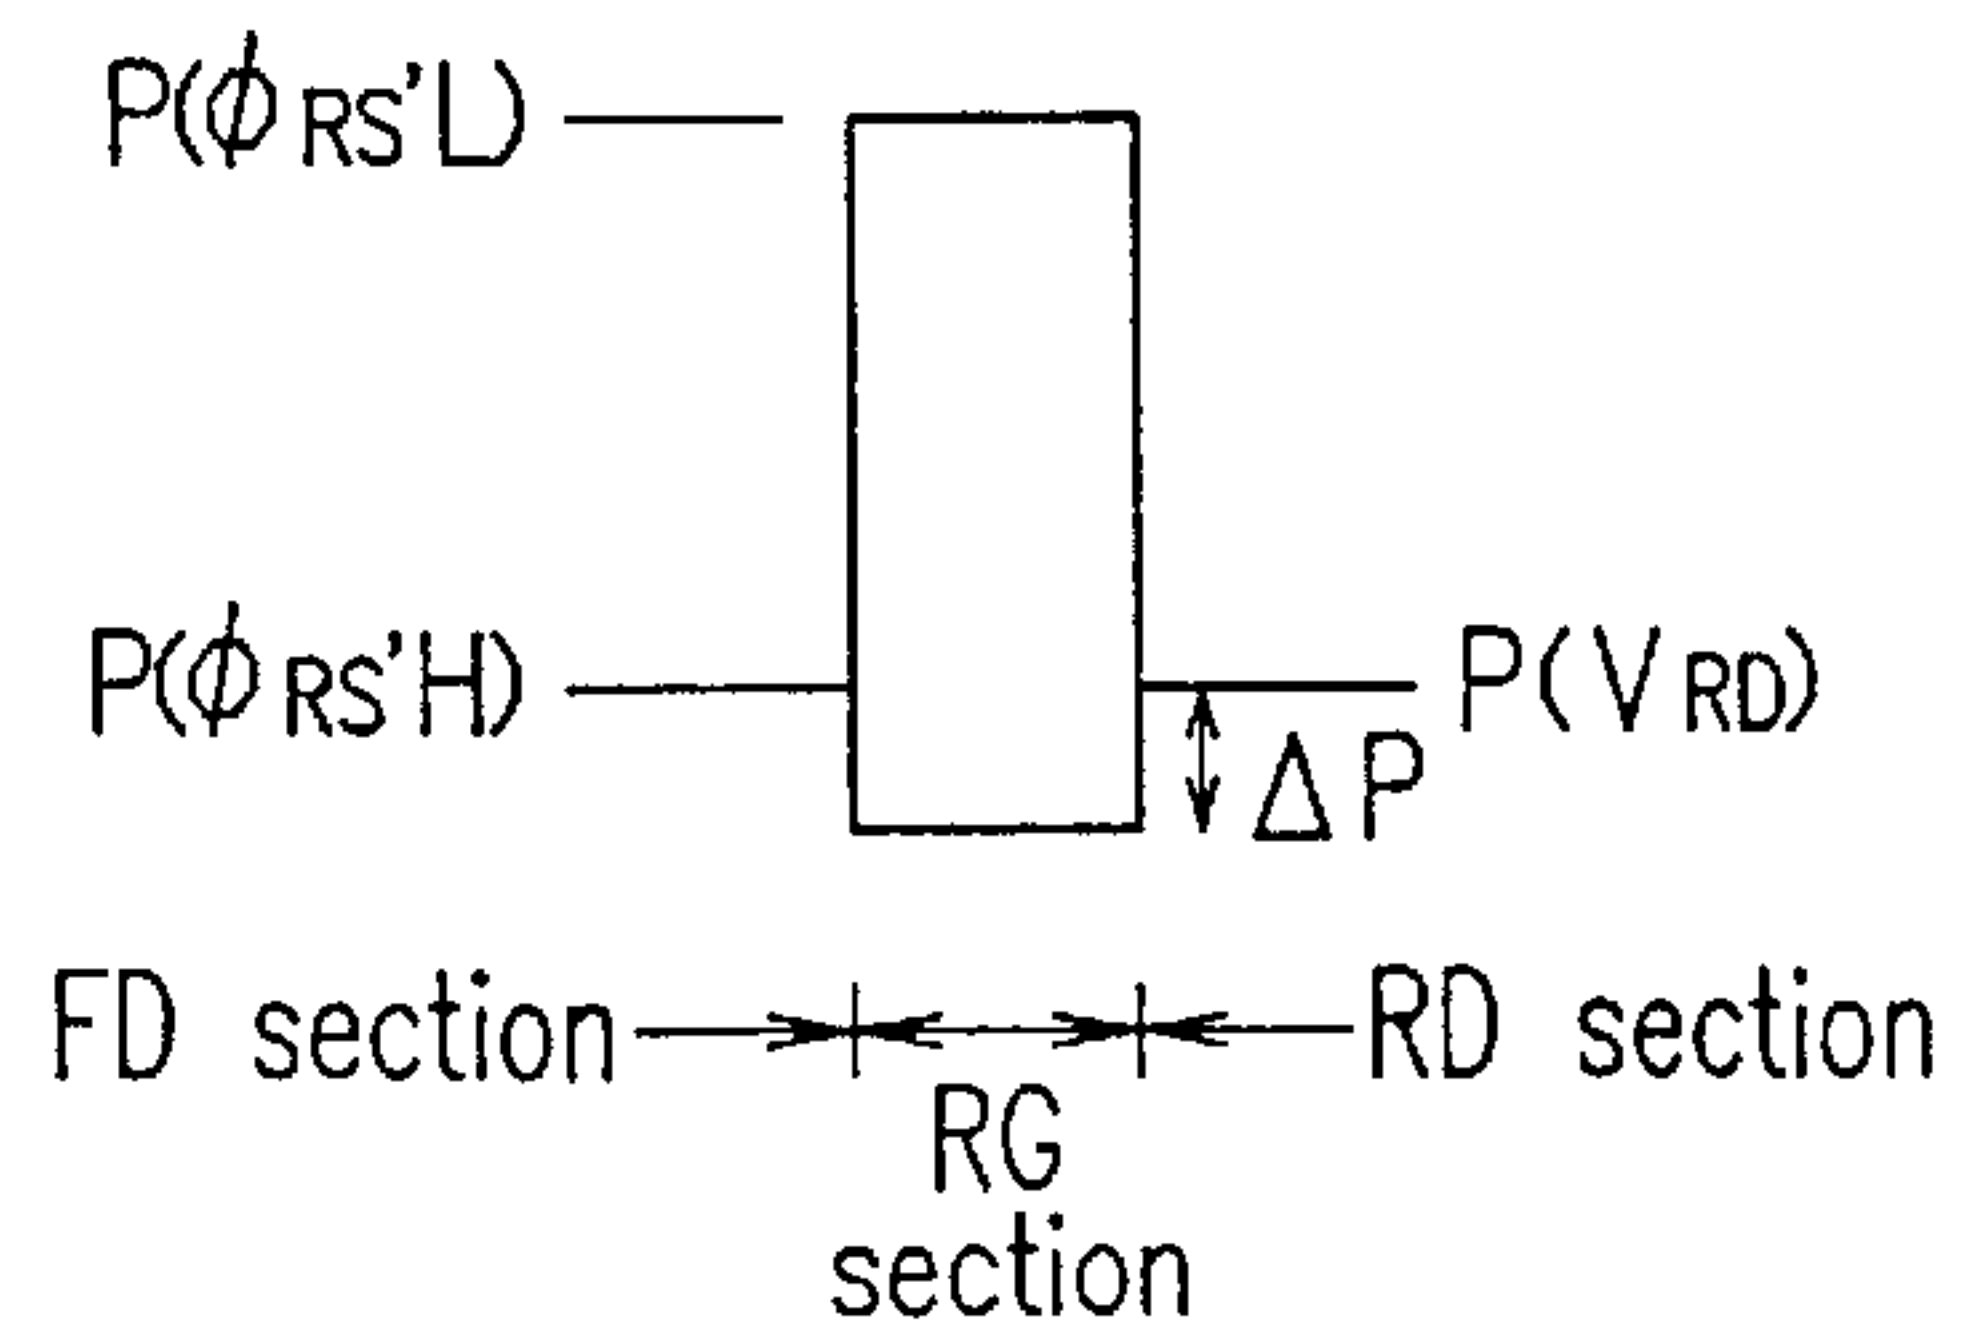 P(ϕRS'L)
P(ϕRS'H)
P(VRD)
ΔP
FD section
RD section
RG
section